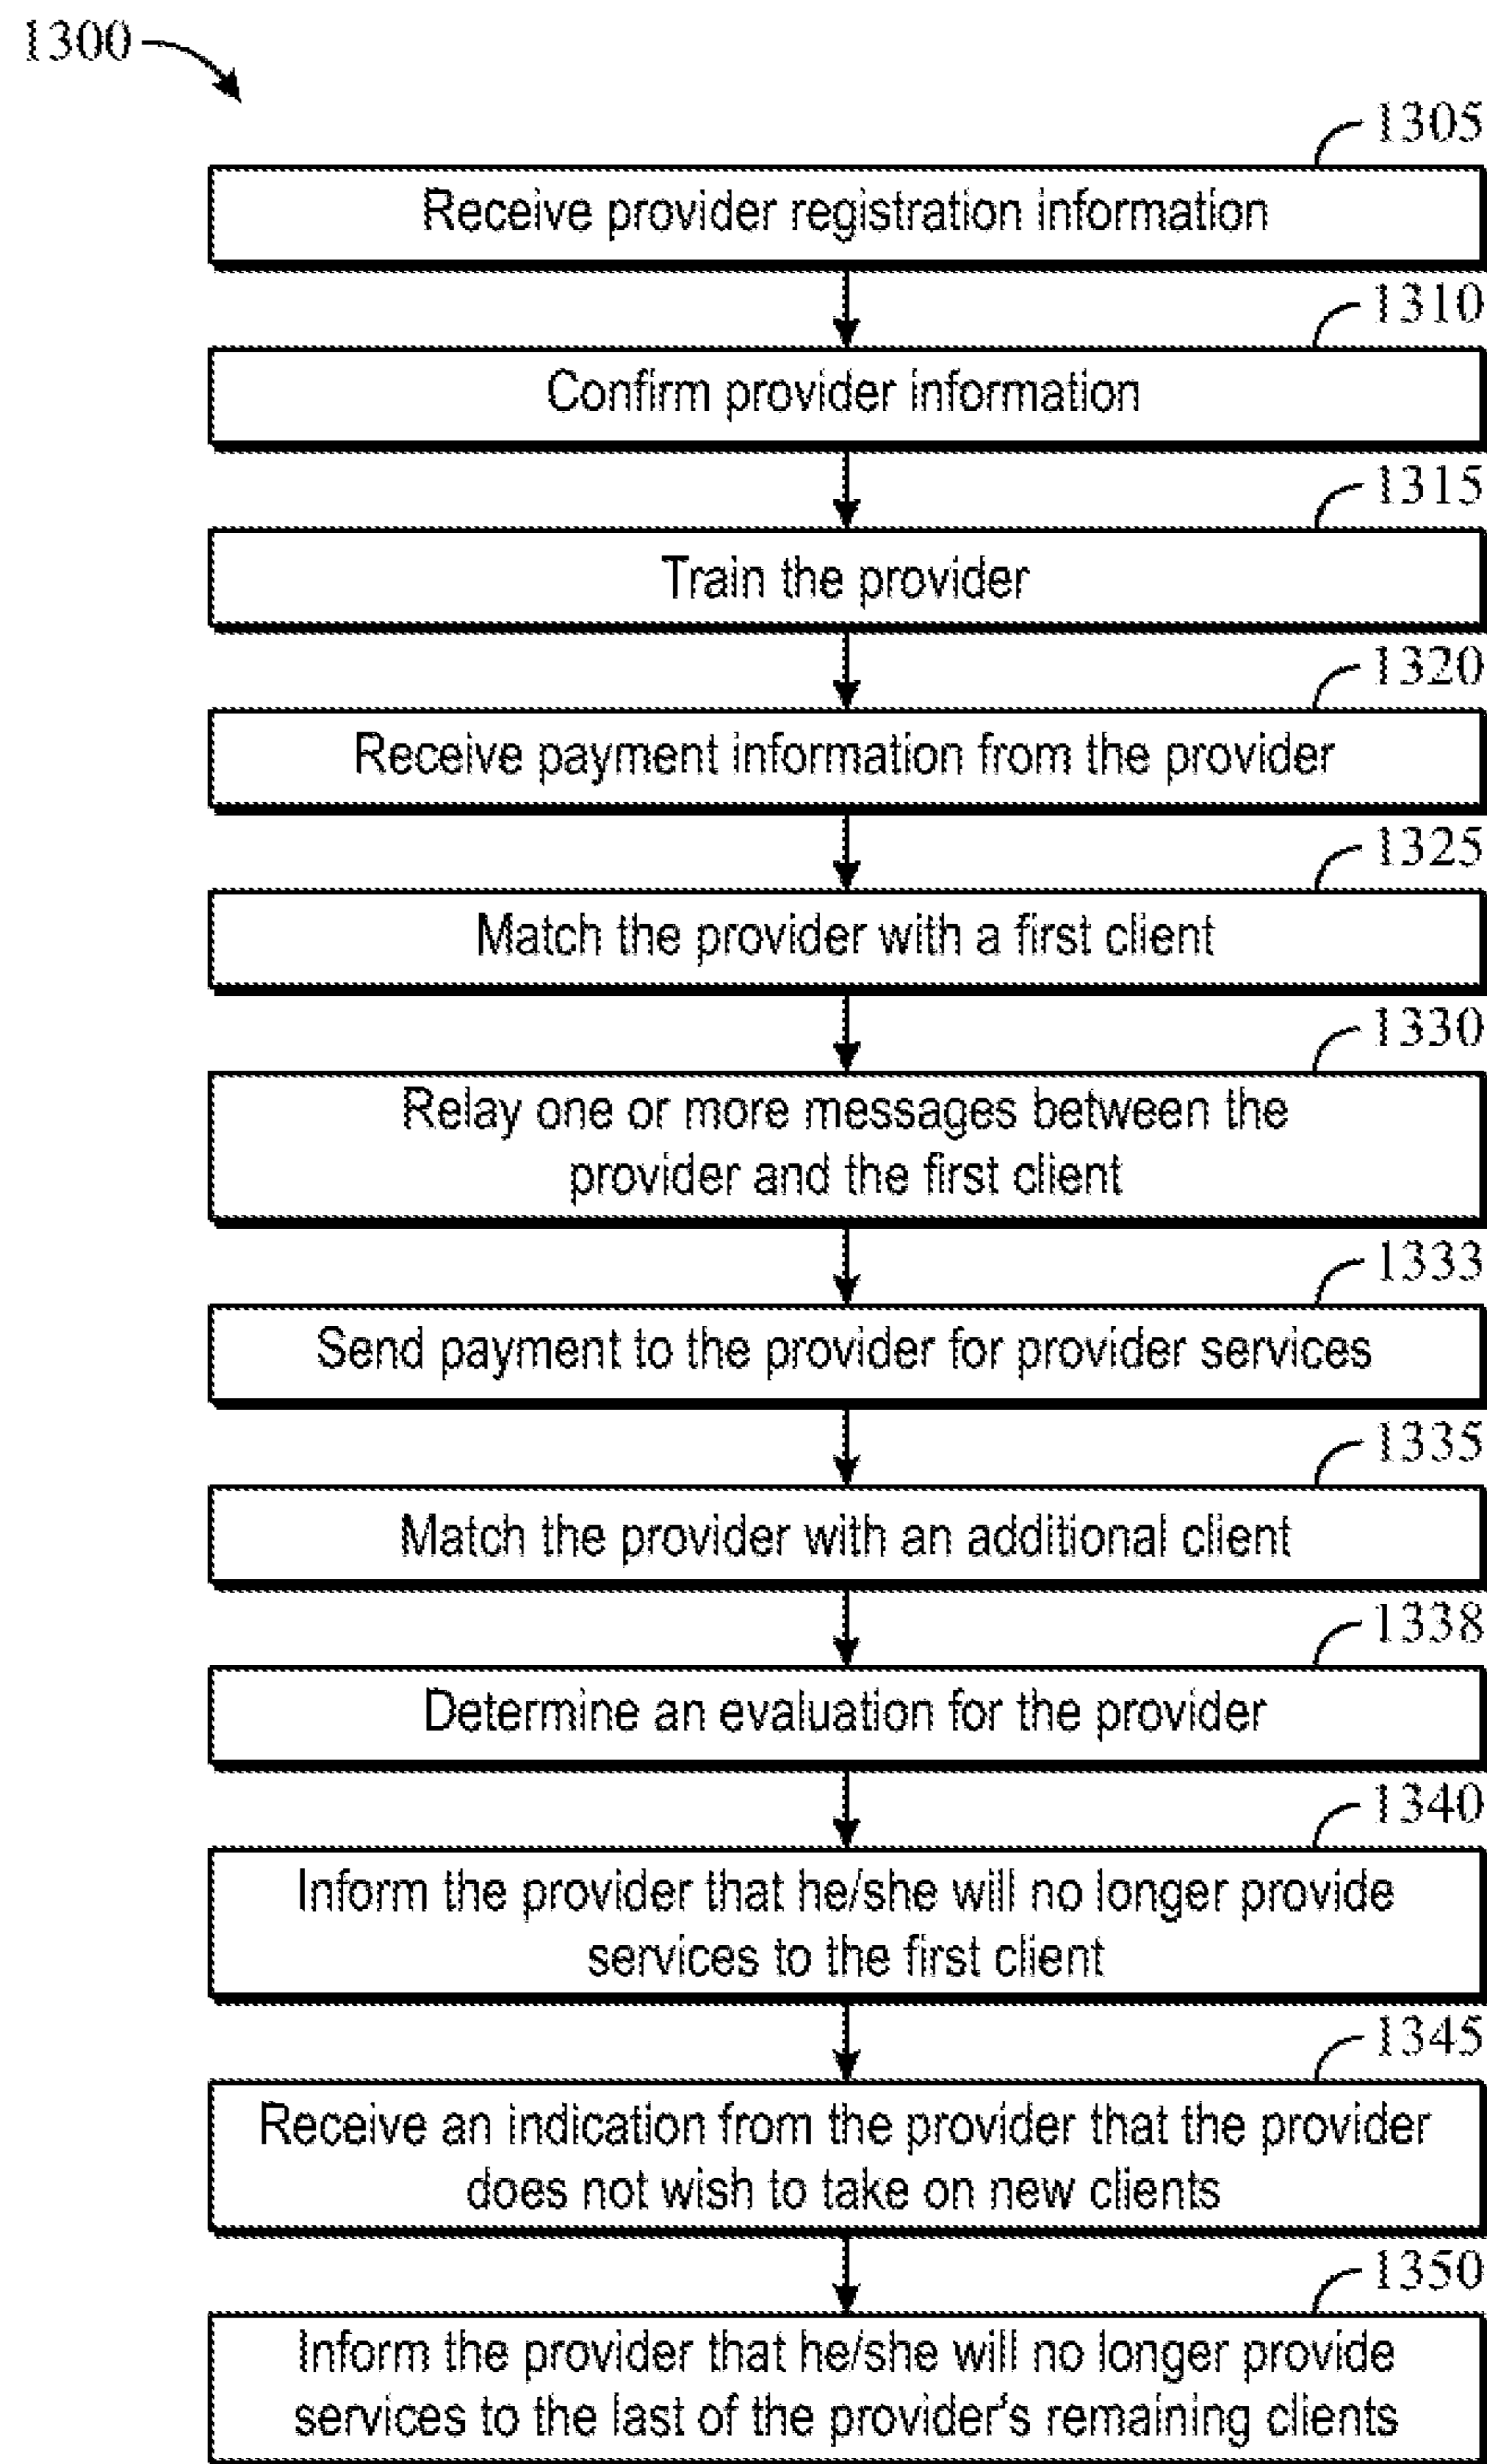 1300
1305
Receive provider registration information
1310
Confirm provider information
1315
Train the provider
1320
Receive payment information from the provider
1325
Match the provider with a first client
1330
Relay one or more messages between the
provider and the first client
1333
Send payment to the provider for provider services
1335
Match the provider with an additional client
1338
Determine an evaluation for the provider
1340
Inform the provider that he/she will no longer provide
services to the first client
1345
Receive an indication from the provider that the provider
does not wish to take on new clients
1350
Inform the provider that he/she will no longer provide
services to the last of the provider's remaining clients